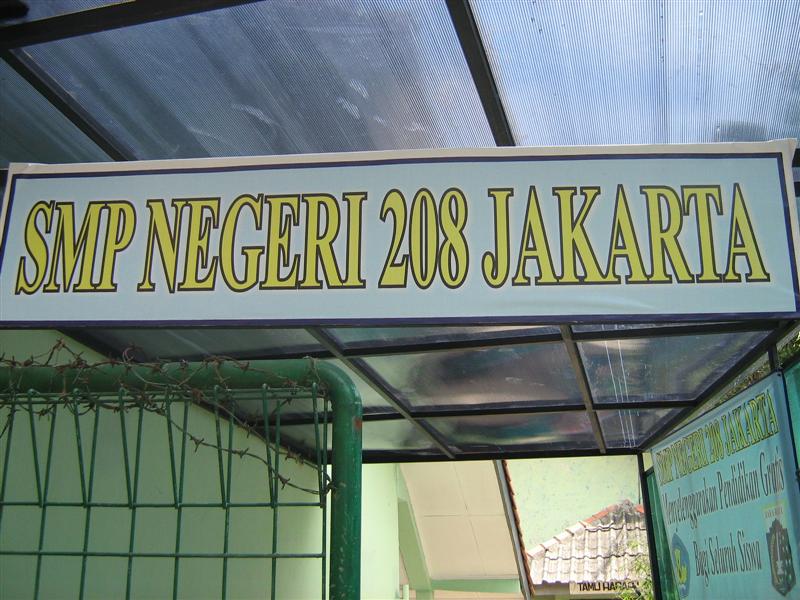 SMP NEGERI 208 JAKARTA
SMP NEGERI 208 JAKARTA
Menyelenggarakan Pendidikan Gratis
Bagi Seluruh Siswa